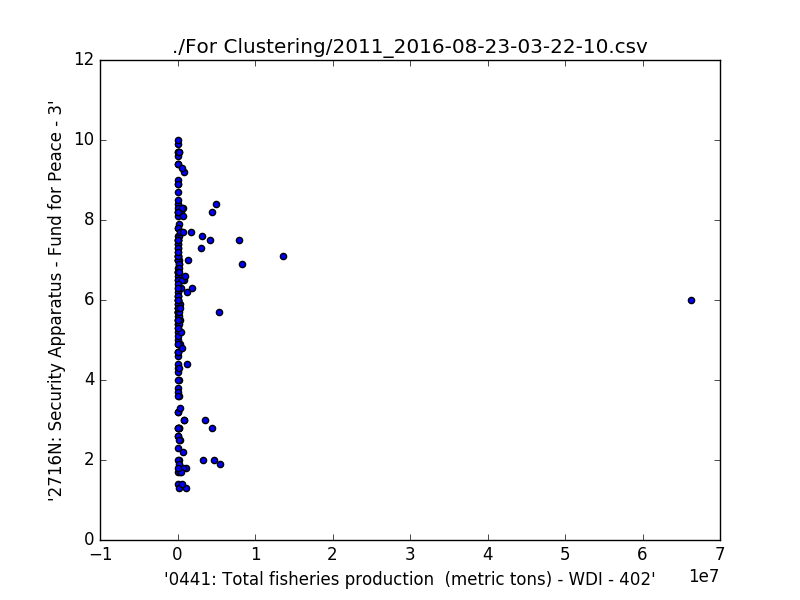 ./For Clustering/2011_2016-08-23-03-22-10.csv
'2716N: Security Apparatus - Fund for Peace - 3'
12
10
8
6
4
2
0
−1 0 1 2 3 4 5 6 7
1e7
'0441: Total fisheries production  (metric tons) - WDI - 402'